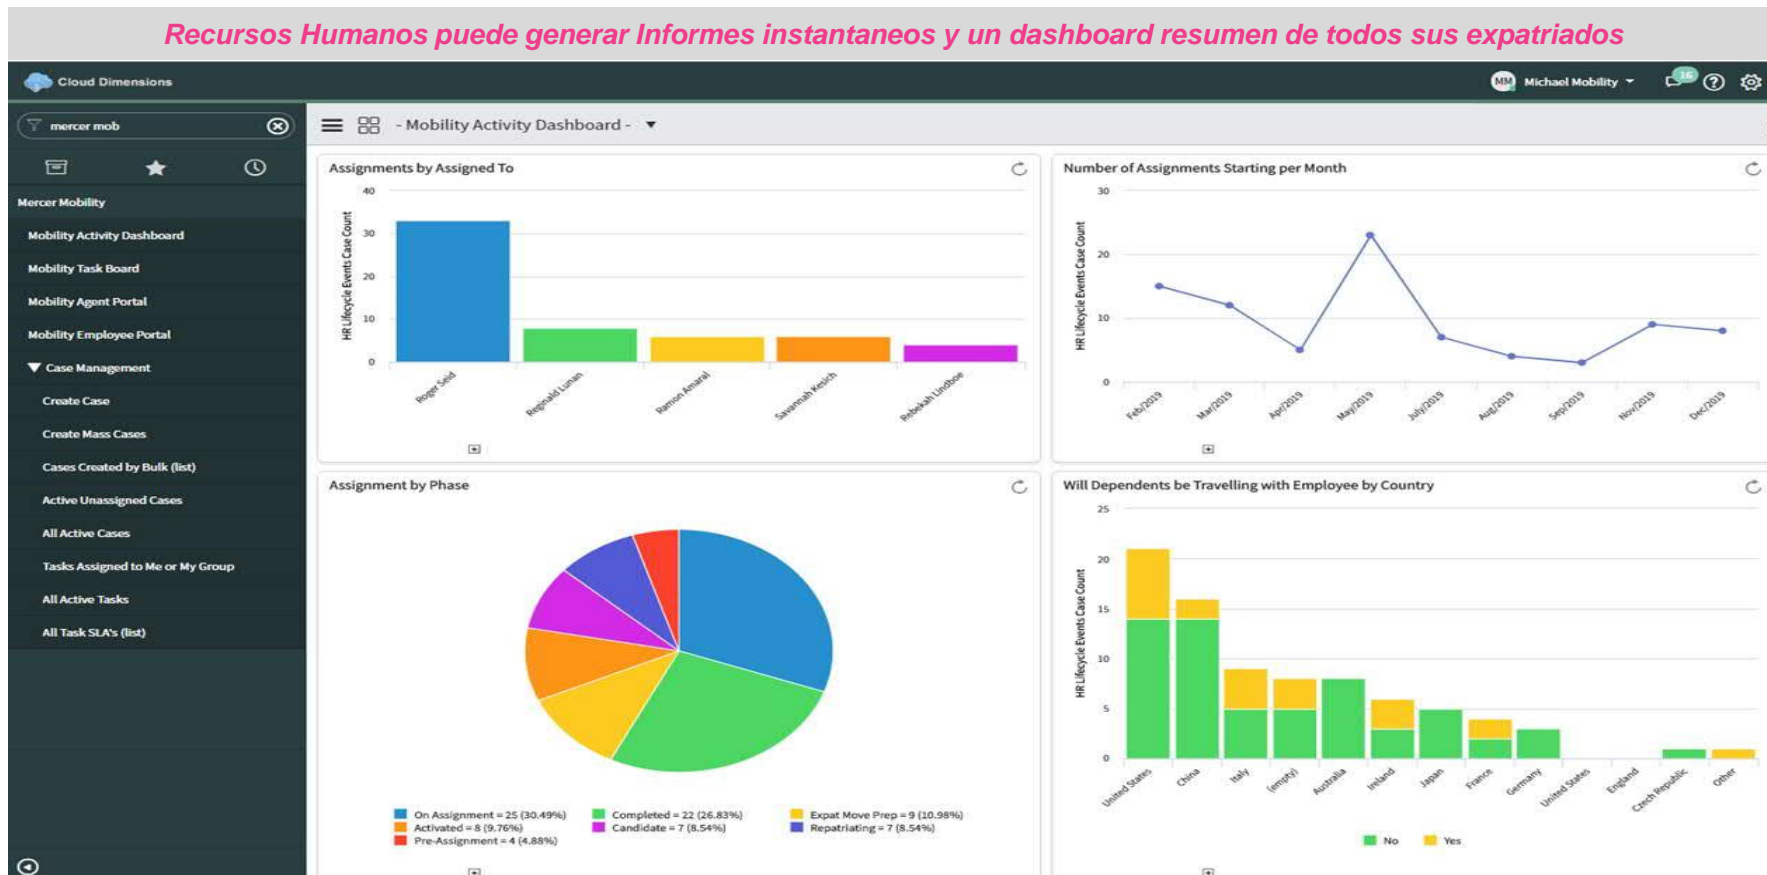 Recursos Humanos puede generar Informes instantaneos y un dashboard resumen de todos sus expatriados
Cloud Dimensions
MM Michael Mobility
16
mercer mob
Mercer Mobility
Mobility Activity Dashboard
Mobility Task Board
Mobility Agent Portal
Mobility Employee Portal
Case Management
Create Case
Create Mass Cases
Cases Created by Bulk (list)
Active Unassigned Cases
All Active Cases
Tasks Assigned to Me or My Group
All Active Tasks
All Task SLA's (list)
- Mobility Activity Dashboard -
Assignments by Assigned To
HR Lifecycle Events Case Count
40
30
20
10
0
Roger Seid
Reginald Lunan
Ramon Amaral
Savannah Kesich
Rebekah Lindboe
Number of Assignments Starting per Month
HR Lifecycle Events Case Count
30
20
10
0
Feb/2019
Mar/2019
Apr/2019
May/2019
July/2019
Aug/2019
Sep/2019
Nov/2019
Dec/2019
Assignment by Phase
On Assignment = 25 (30.49%)
Completed = 22 (26.83%)
Expat Move Prep = 9 (10.98%)
Activated = 8 (9.76%)
Candidate = 7 (8.54%)
Repatriating = 7 (8.54%)
Pre-Assignment = 4 (4.88%)
Will Dependents be Travelling with Employee by Country
HR Lifecycle Events Case Count
25
20
15
10
5
0
United States
China
Italy
(empty)
Australia
Ireland
Japan
France
Germany
United States
England
Czech Republic
Other
No
Yes